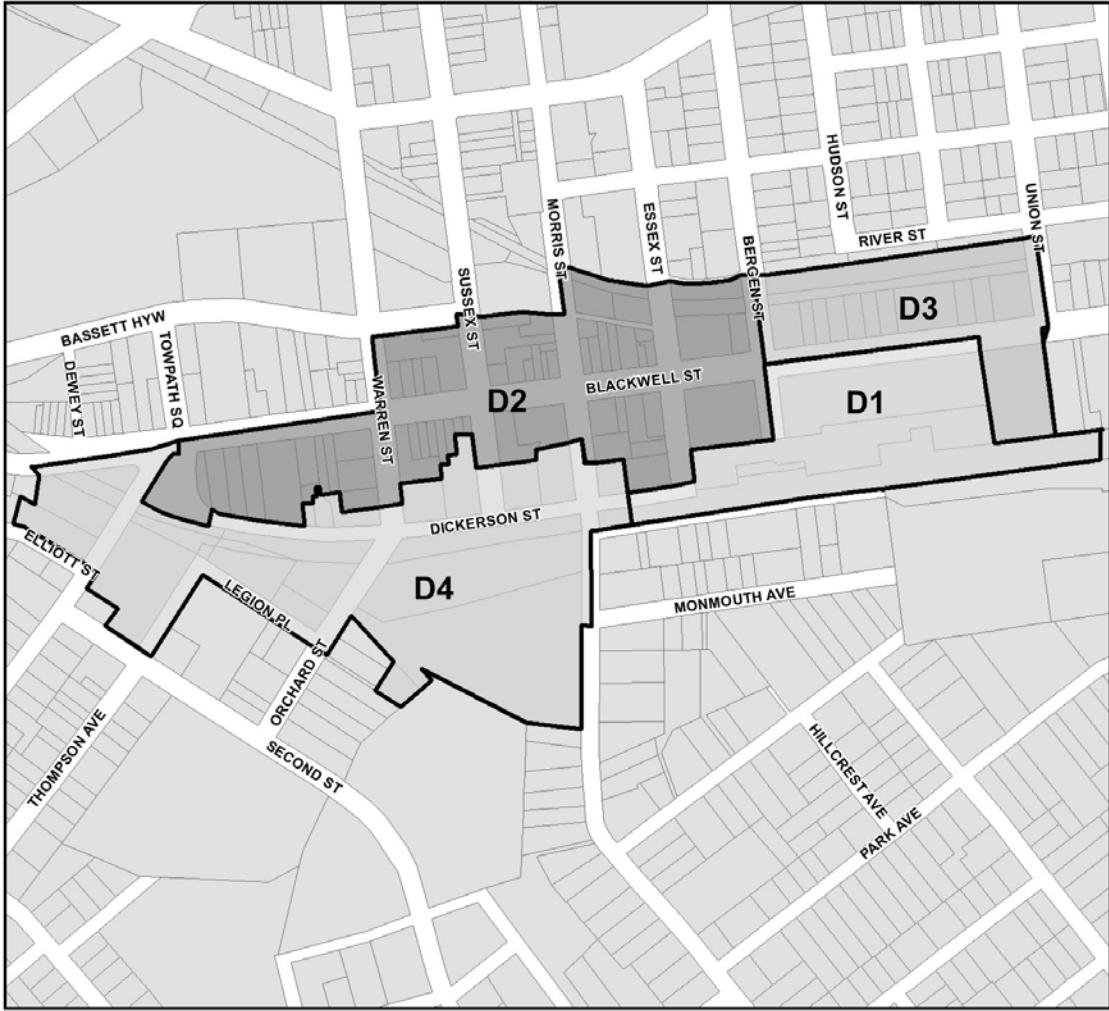 HUDSON ST
MORRIS ST
ESSEX ST
UNION ST
RIVER ST
BERGEN ST
SUSSEX ST
D3
BASSETT HYW
TOWPATH SQ
DEWEY ST
WARREN ST
BLACKWELL ST
D2
D1
DICKERSON ST
ELLIOTT ST
D4
LEGION PL
MONMOUTH AVE
ORCHARD ST
THOMPSON AVE
SECOND ST
HILLCREST AVE
PARK AVE